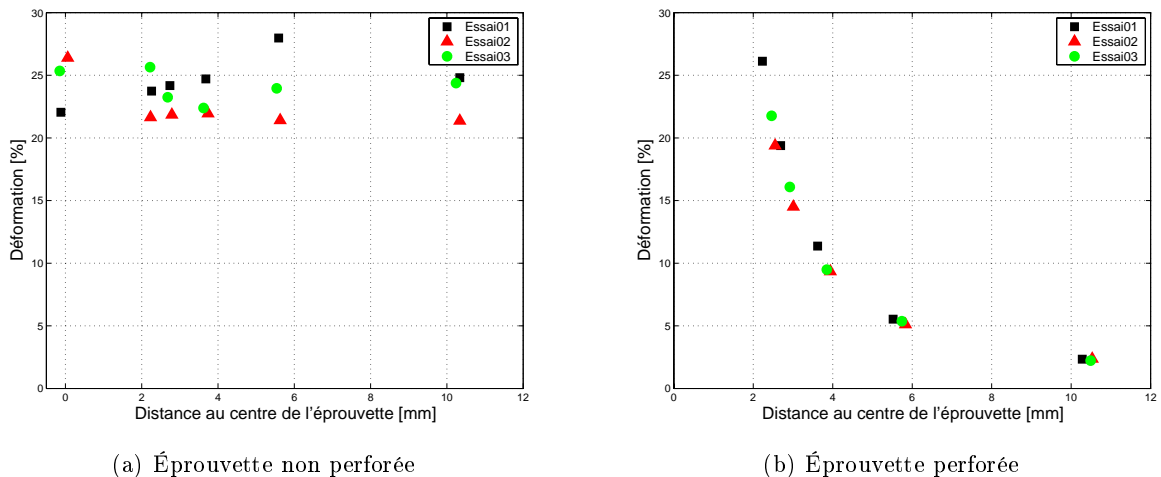 30
25
20
15
10
5
0
Déformation [%]
Essai01
Essai02
Essai03
0 2 4 6 8 10 12
Distance au centre de l'éprouvette [mm]
(a) Éprouvette non perforée
30
25
20
15
10
5
0
Déformation [%]
Essai01
Essai02
Essai03
0 2 4 6 8 10 12
Distance au centre de l'éprouvette [mm]
(b) Éprouvette perforée